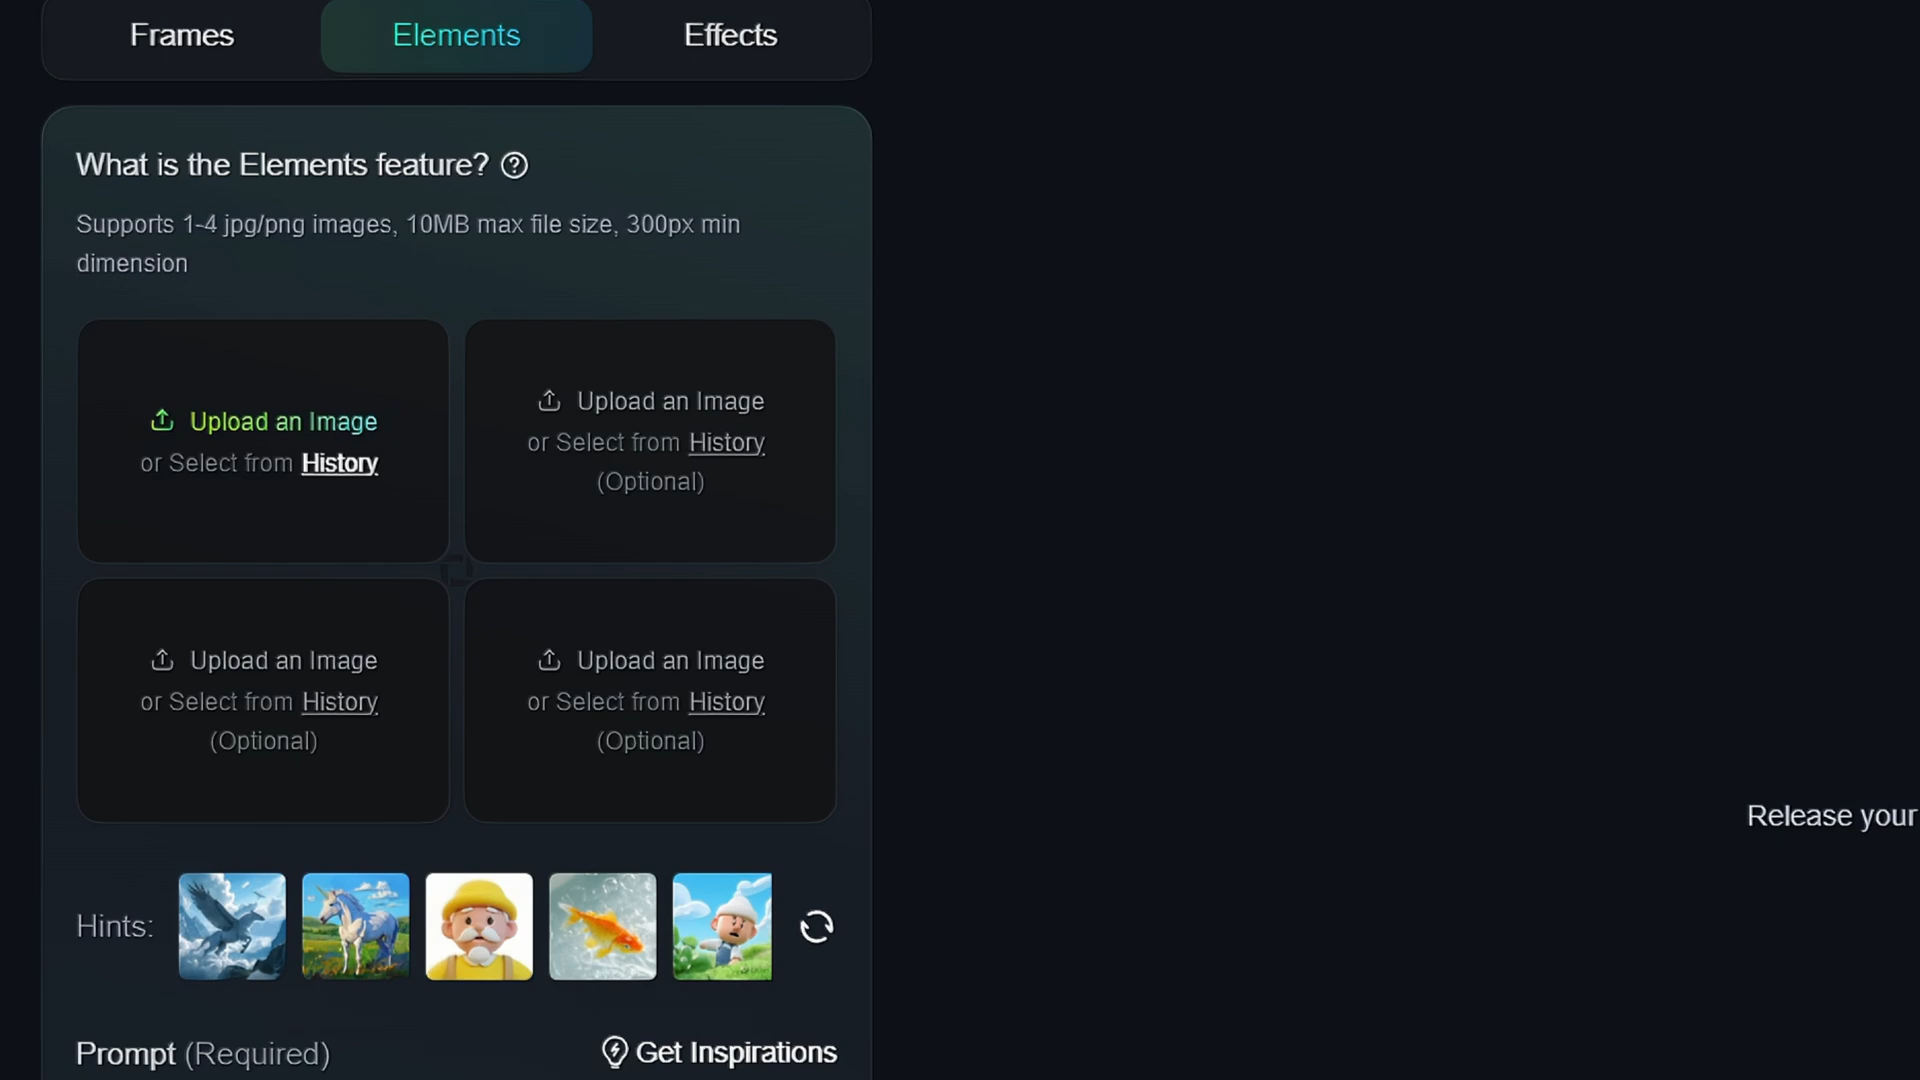 Frames
Elements
Effects
What is the Elements feature?
Supports 1-4 jpg/png images, 10MB max file size, 300px min
dimension
Upload an Image
or Select from History
Upload an Image
or Select from History
(Optional)
Upload an Image
or Select from History
(Optional)
Upload an Image
or Select from History
(Optional)
Release your
Hints:
Prompt (Required)
Get Inspirations